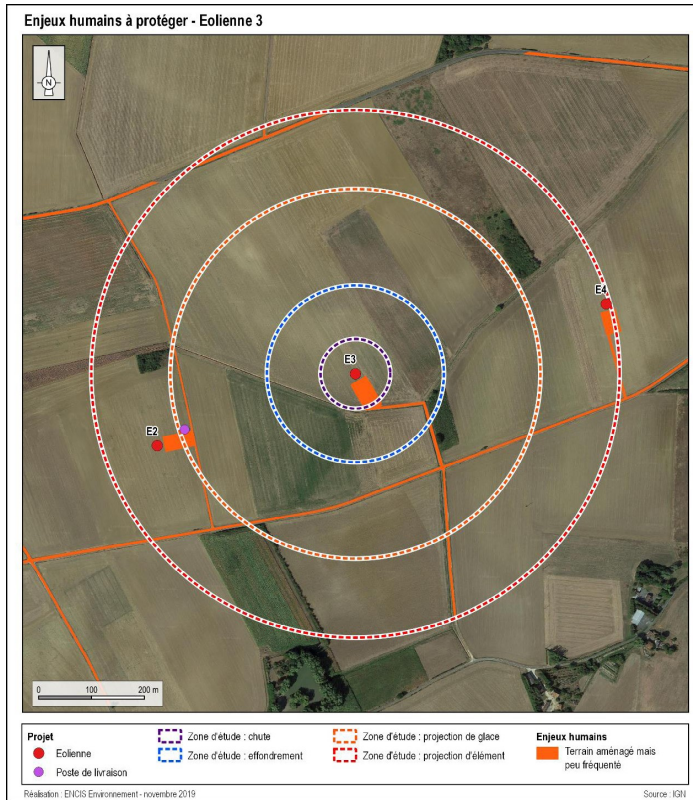 Enjeux humains à protéger - Eolienne 3
N
E4
E3
E2
0 100 200 m
Projet
Eolienne
Poste de livraison
Zone d'étude : chute
Zone d'étude : effondrement
Zone d'étude : projection de glace
Zone d'étude : projection d'élément
Enjeux humains
Terrain aménagé mais
peu fréquenté
Réalisation : ENCIS Environnement - novembre 2019
Source : IGN